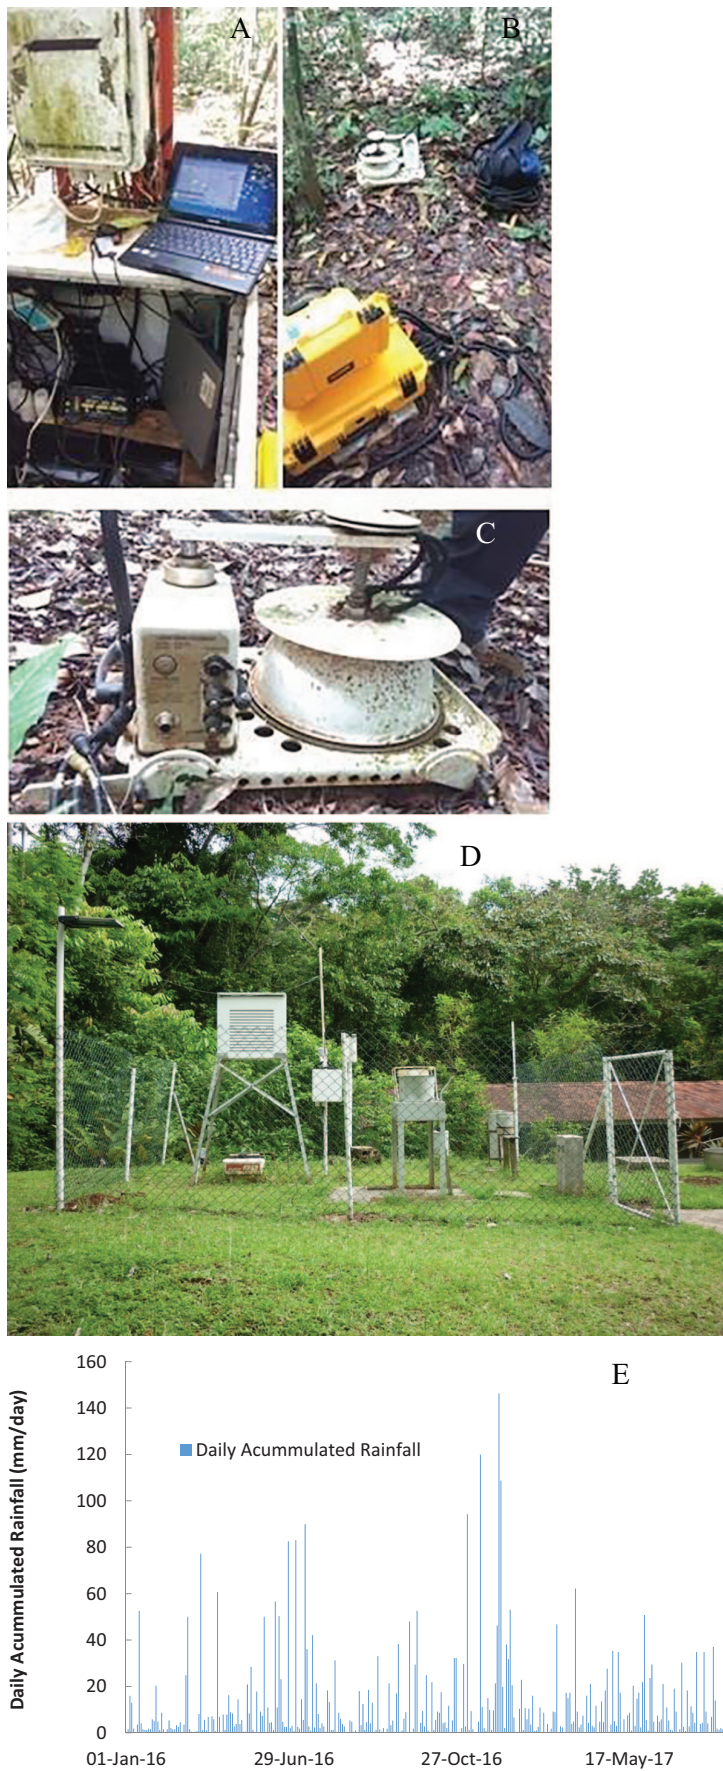 A
B
C
D
E
Daily Acummulated Rainfall (mm/day)
160
140
120
100
80
60
40
20
0
Daily Acummulated Rainfall
01-Jan-16
29-Jun-16
27-Oct-16
17-May-17